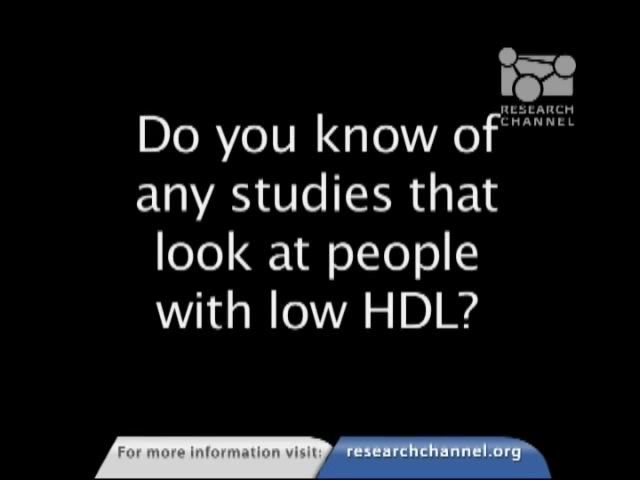 RESEARCH
CHANNEL
Do you know of
any studies that
look at people
with low HDL?
For more information visit:
researchchannel.org